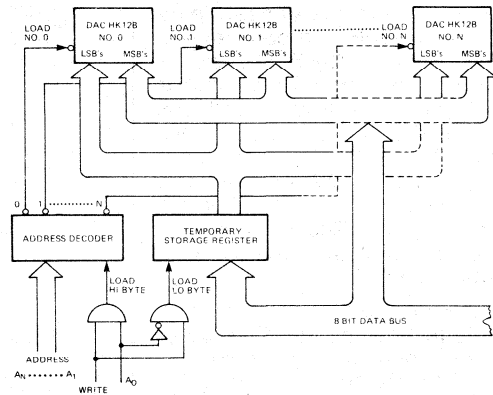 LOAD NO. 0
DAC HK12B NO. 0
LSB's MSB's
LOAD NO. 1
DAC HK12B NO. 1
LSB's MSB's
LOAD NO. N
DAC HK12B NO. N
LSB's MSB's
0 1 N
ADDRESS DECODER
TEMPORARY STORAGE REGISTER
LOAD HI BYTE
LOAD LO BYTE
8 BIT DATA BUS
ADDRESS
AN A1
WRITE
A0